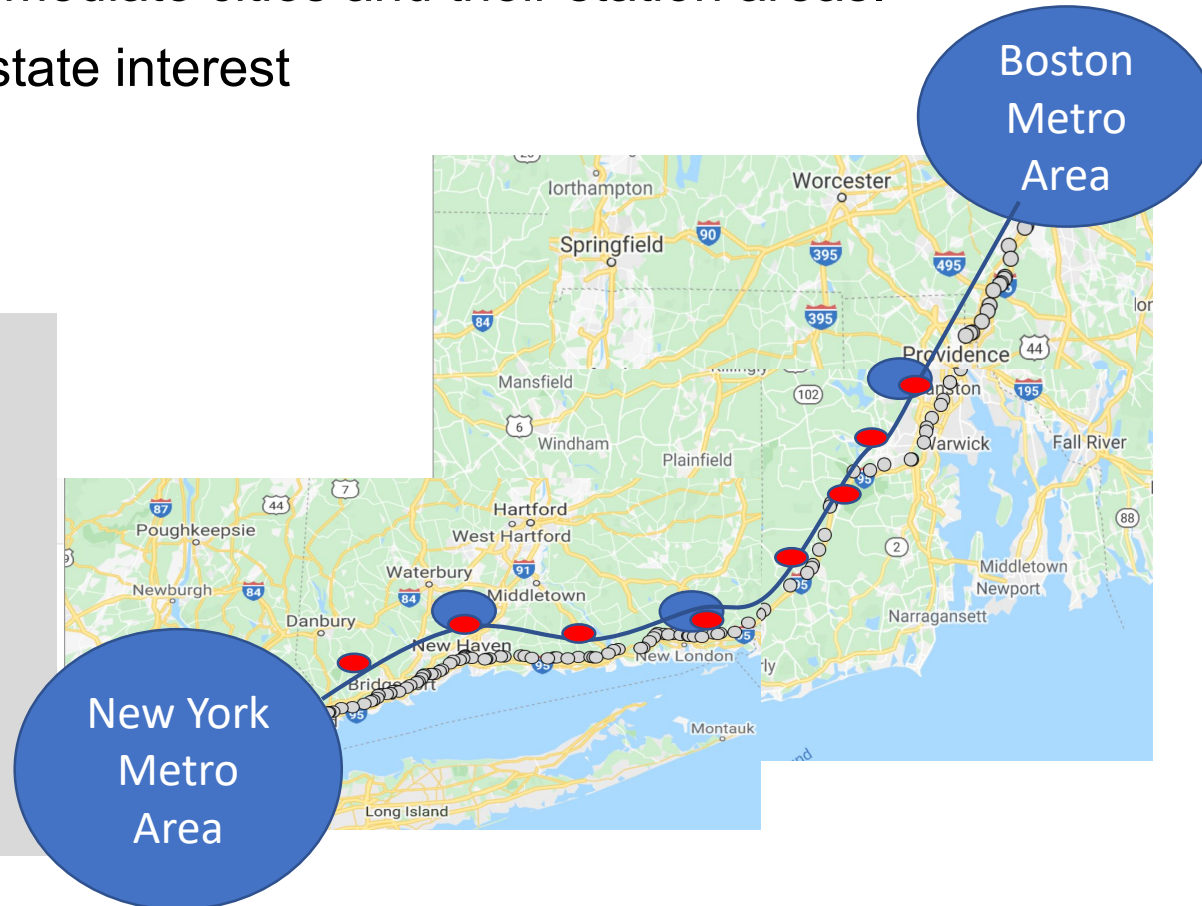 state interest
Boston
Metro
Area
Worcester
Springfield
90
395
495
84
395
Providence
44
Mansfield
102
195
6
Windham
Plainfield
Warwick
Fall River
95
87
44
7
Poughkeepsie
Hartford
West Hartford
88
2
Waterbury
91
Middletown
Newburgh
84
84
Middletown
Newport
Danbury
Narragansett
New Haven
95
New London
95
Montauk
Long Island
New York
Metro
Area